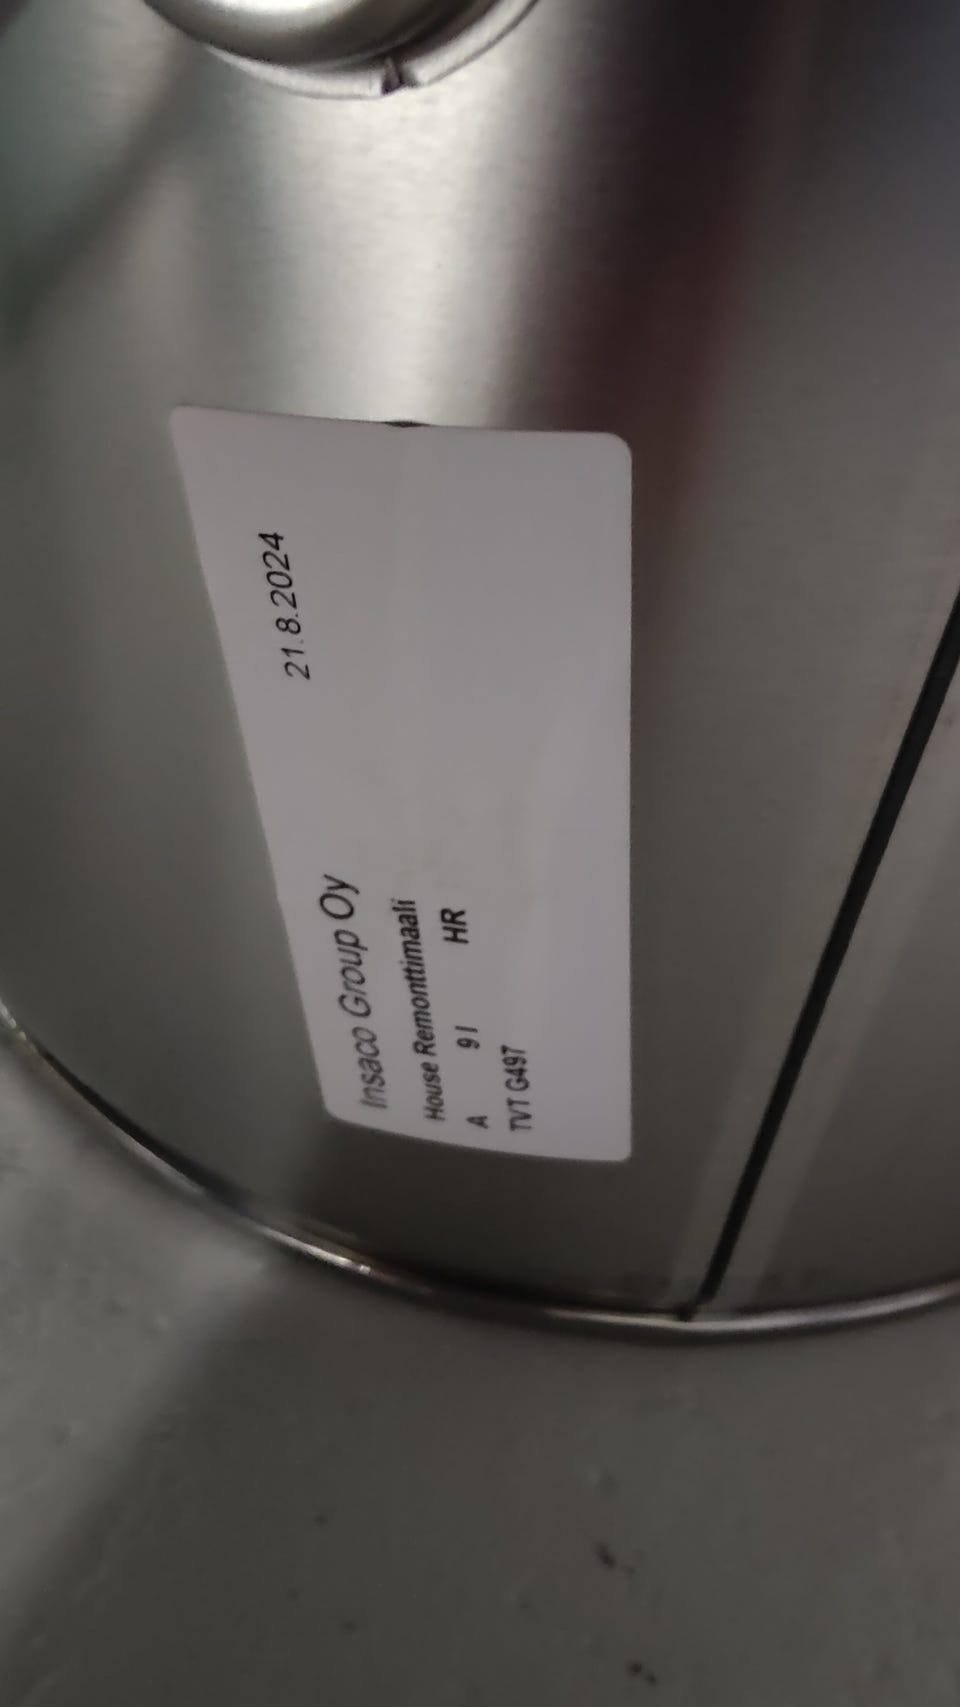 21.8.2024
Insaco Group Oy
House Remonttimaali
A 9 l HR
TVT G497